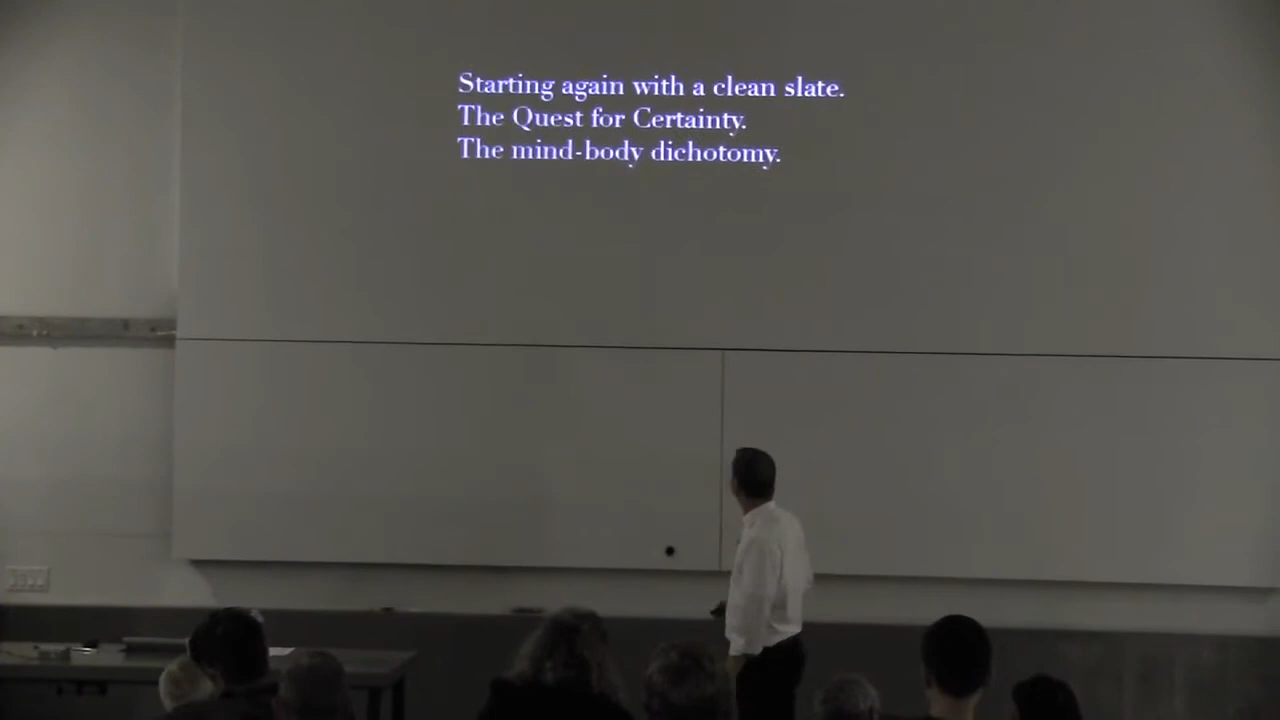 Starting again with a clean slate.
The Quest for Certainty.
The mind-body dichotomy.